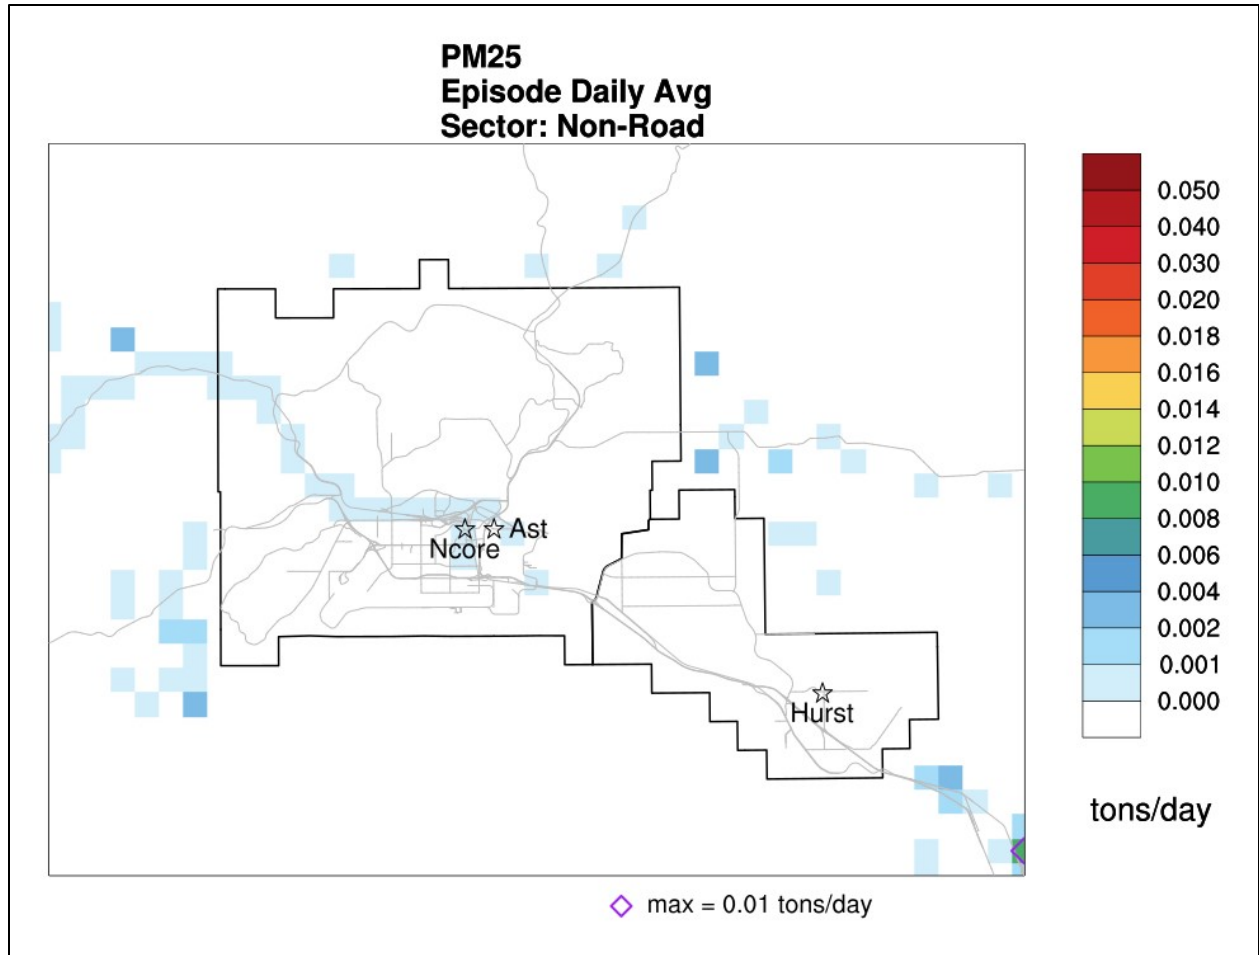 PM25
Episode Daily Avg
Sector: Non-Road
0.050
0.040
0.030
0.020
0.018
0.016
0.014
0.012
0.010
0.008
0.006
0.004
0.002
0.001
0.000
tons/day
Ast
Ncore
Hurst
max = 0.01 tons/day